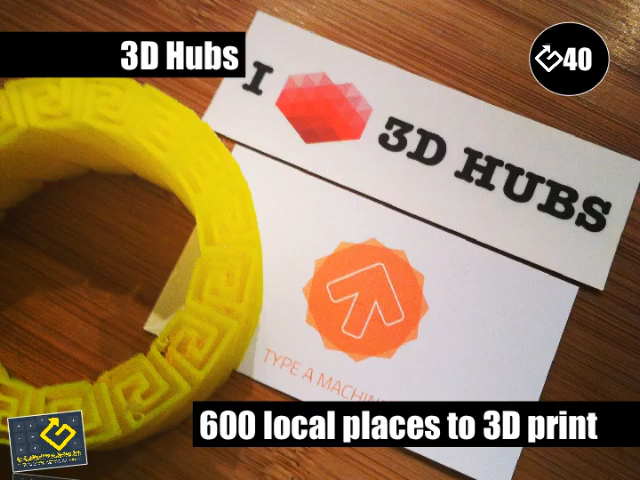 3D Hubs
40
I 3D HUBS
TYPE A MACHIN
600 local places to 3D print